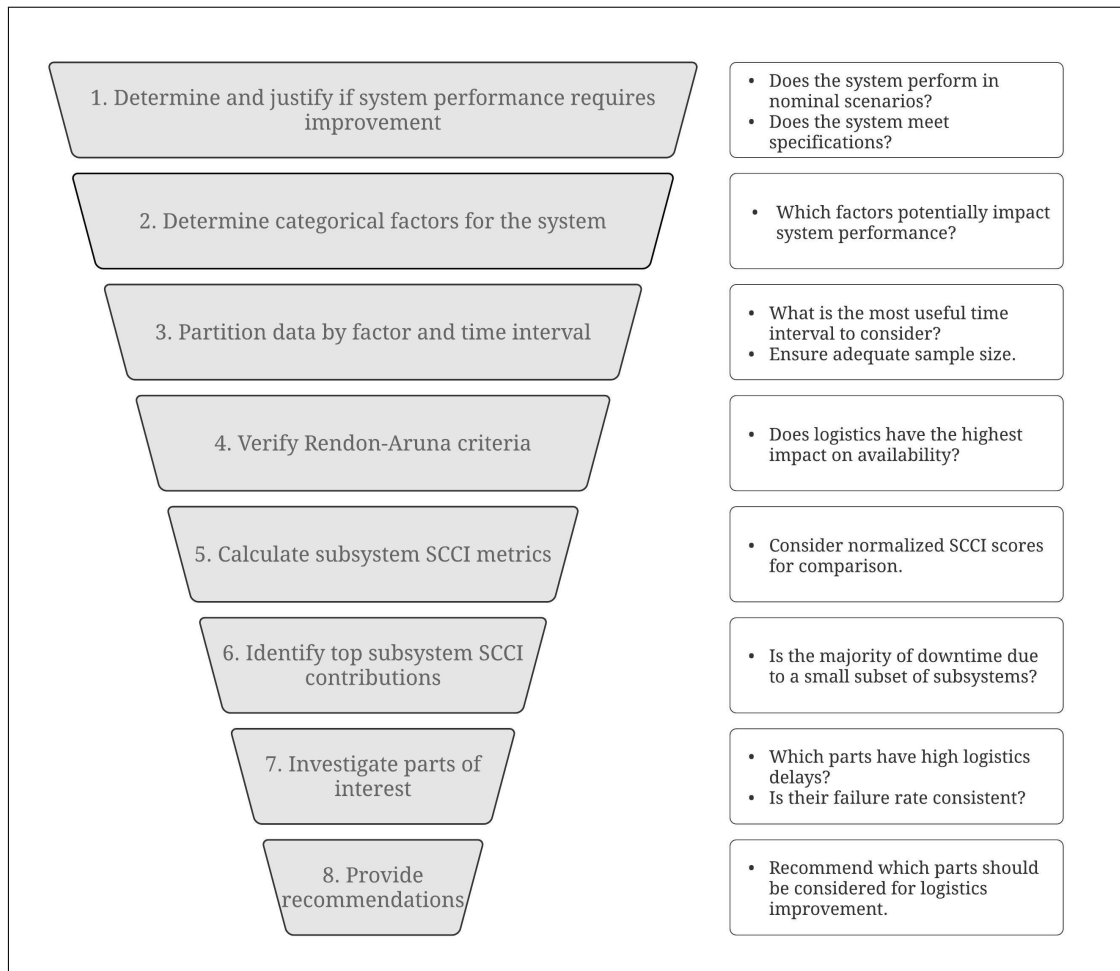 1. Determine and justify if system performance requires
improvement
• Does the system perform in
nominal scenarios?
• Does the system meet
specifications?
2. Determine categorical factors for the system
• Which factors potentially impact
system performance?
3. Partition data by factor and time interval
• What is the most useful time
interval to consider?
• Ensure adequate sample size.
4. Verify Rendon-Aruna criteria
• Does logistics have the highest
impact on availability?
5. Calculate subsystem SCCI metrics
• Consider normalized SCCI scores
for comparison.
6. Identify top subsystem SCCI
contributions
• Is the majority of downtime due
to a small subset of subsystems?
7. Investigate parts of
interest
• Which parts have high logistics
delays?
• Is their failure rate consistent?
8. Provide
recommendations
• Recommend which parts should
be considered for logistics
improvement.